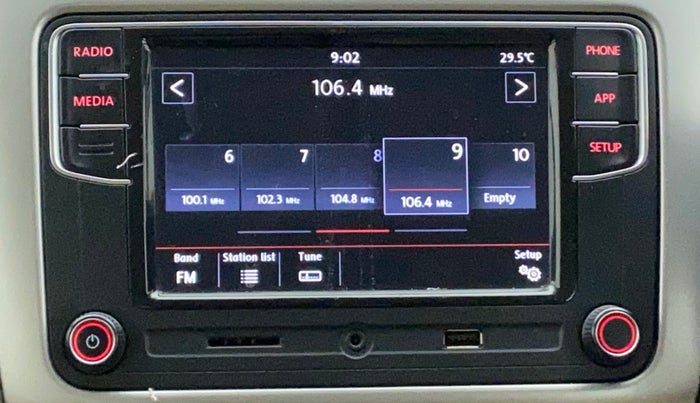 RADIO
MEDIA
9:02
29.5°C
106.4 MHz
<
>
6
7
8
9
10
100.1 MHz
102.3 MHz
104.8 MHz
106.4 MHz
Empty
Band
Station list
Tune
Setup
FM
PHONE
APP
SETUP